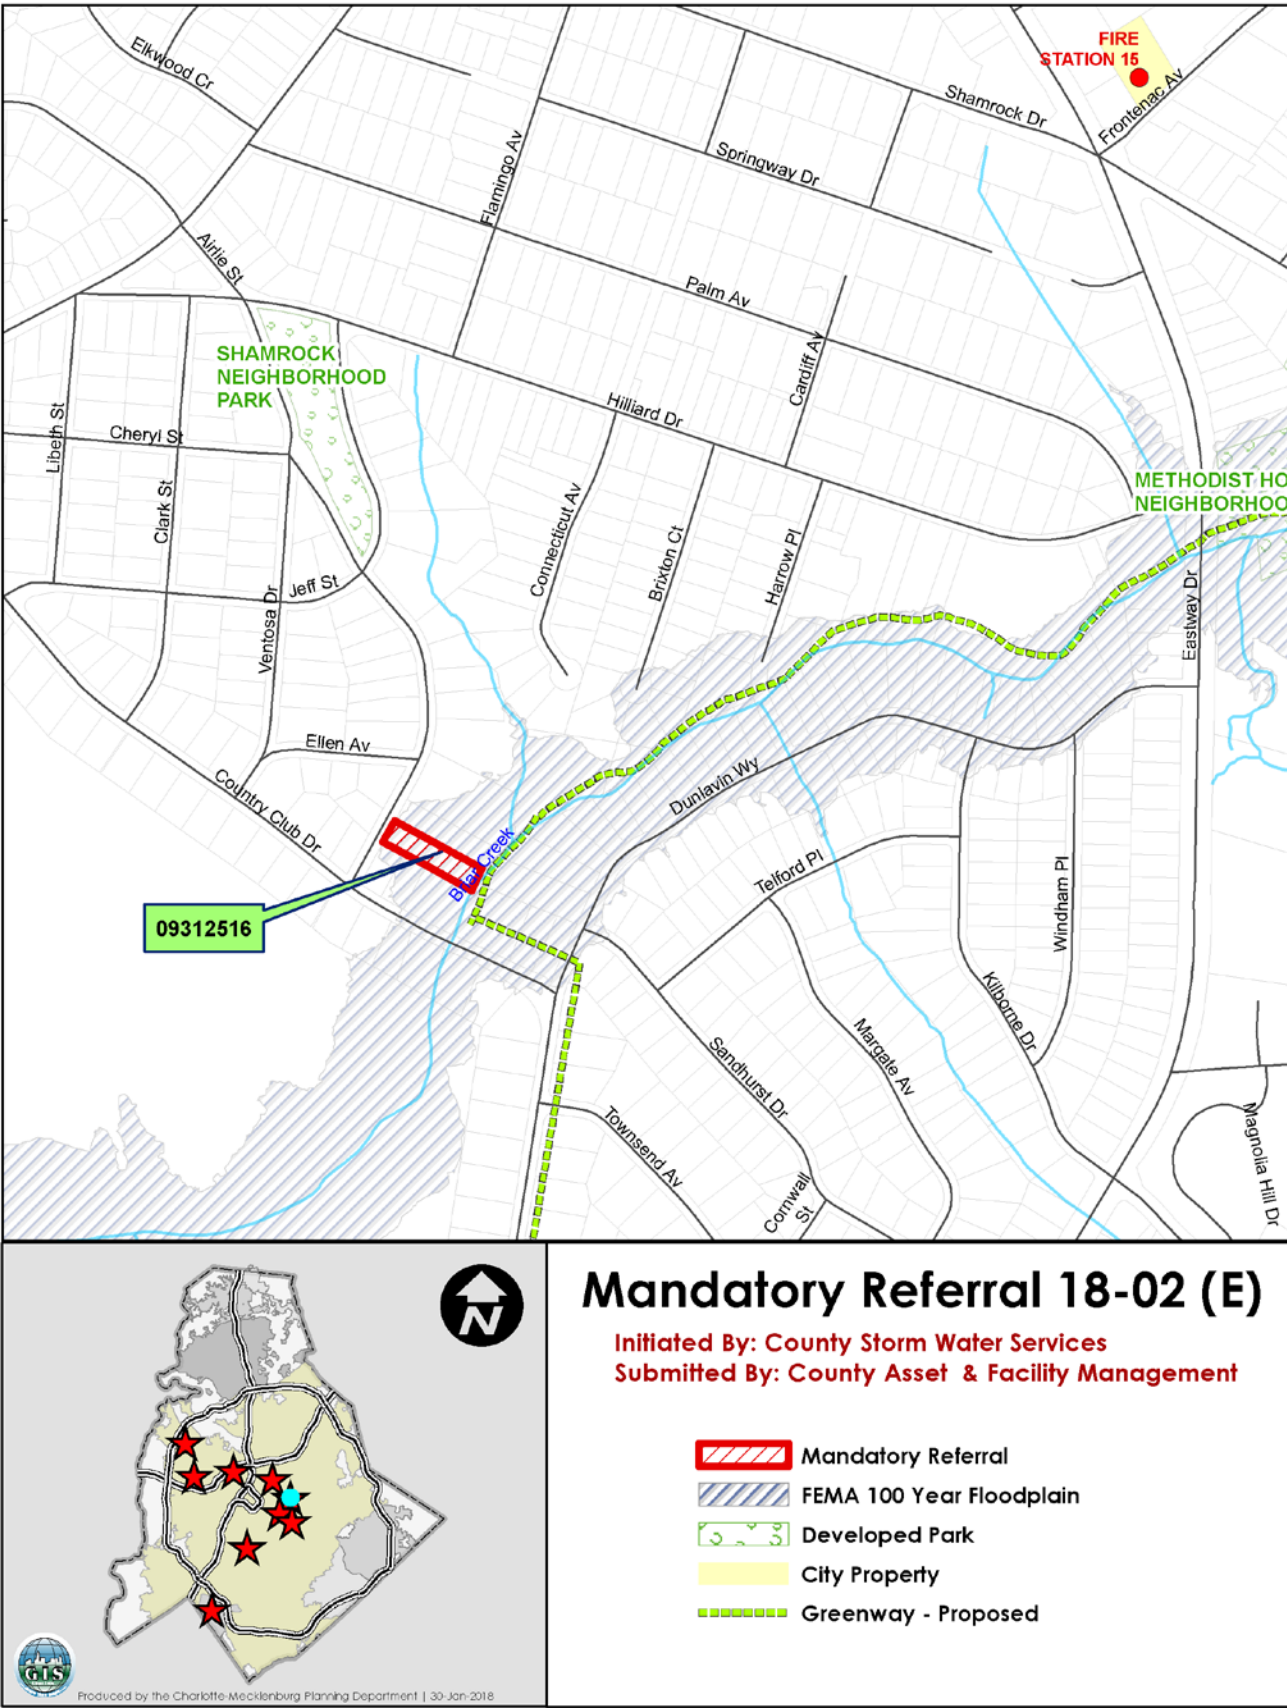 FIRE
STATION 15
Elkwood Cr
Frontenac Av
Shamrock Dr
Flamingo Av
Springway Dr
Airlie St
Palm Av
Cardiff Av
SHAMROCK
NEIGHBORHOOD
PARK
Hilliard Dr
Libeth St
Cheryl St
Clark St
Connecticut Av
Brixton Ct
Harrow Pl
METHODIST HO
NEIGHBORHOO
Jeff St
Ventosa Dr
Eastway Dr
Ellen Av
Country Club Dr
Dunlavin Wy
Briar Creek
Telford Pl
Windham Pl
09312516
Kilborne Dr
Sandhurst Dr
Margate Av
Townsend Av
Cornwall
St
Magnolia Hill Dr
N
Mandatory Referral 18-02 (E)
Initiated By: County Storm Water Services
Submitted By: County Asset & Facility Management
Mandatory Referral
FEMA 100 Year Floodplain
Developed Park
City Property
Greenway - Proposed
GIS
Produced by the Charlotte-Mecklenburg Planning Department | 30-Jan-2018